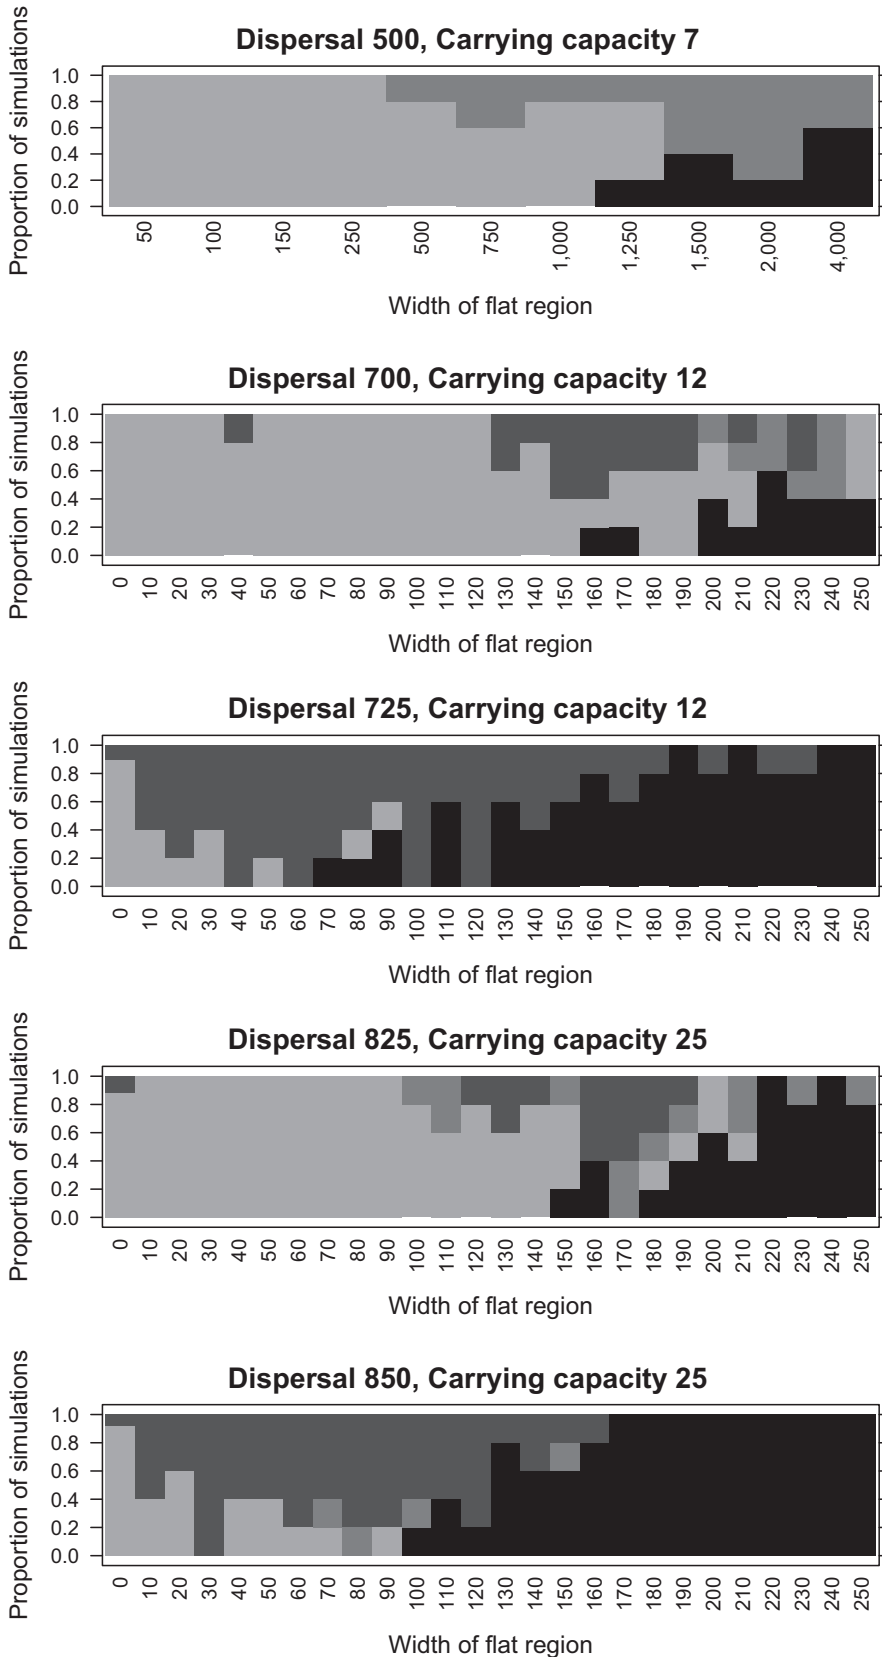 Dispersal 500, Carrying capacity 7
Proportion of simulations
1.0
0.8
0.6
0.4
0.2
0.0
50 100 150 250 500 750 1,000 1,250 1,500 2,000 4,000
Width of flat region
Dispersal 700, Carrying capacity 12
Proportion of simulations
1.0
0.8
0.6
0.4
0.2
0.0
0 10 20 30 40 50 60 70 80 90 100 110 120 130 140 150 160 170 180 190 200 210 220 230 240 250
Width of flat region
Dispersal 725, Carrying capacity 12
Proportion of simulations
1.0
0.8
0.6
0.4
0.2
0.0
0 10 20 30 40 50 60 70 80 90 100 110 120 130 140 150 160 170 180 190 200 210 220 230 240 250
Width of flat region
Dispersal 825, Carrying capacity 25
Proportion of simulations
1.0
0.8
0.6
0.4
0.2
0.0
0 10 20 30 40 50 60 70 80 90 100 110 120 130 140 150 160 170 180 190 200 210 220 230 240 250
Width of flat region
Dispersal 850, Carrying capacity 25
Proportion of simulations
1.0
0.8
0.6
0.4
0.2
0.0
0 10 20 30 40 50 60 70 80 90 100 110 120 130 140 150 160 170 180 190 200 210 220 230 240 250
Width of flat region